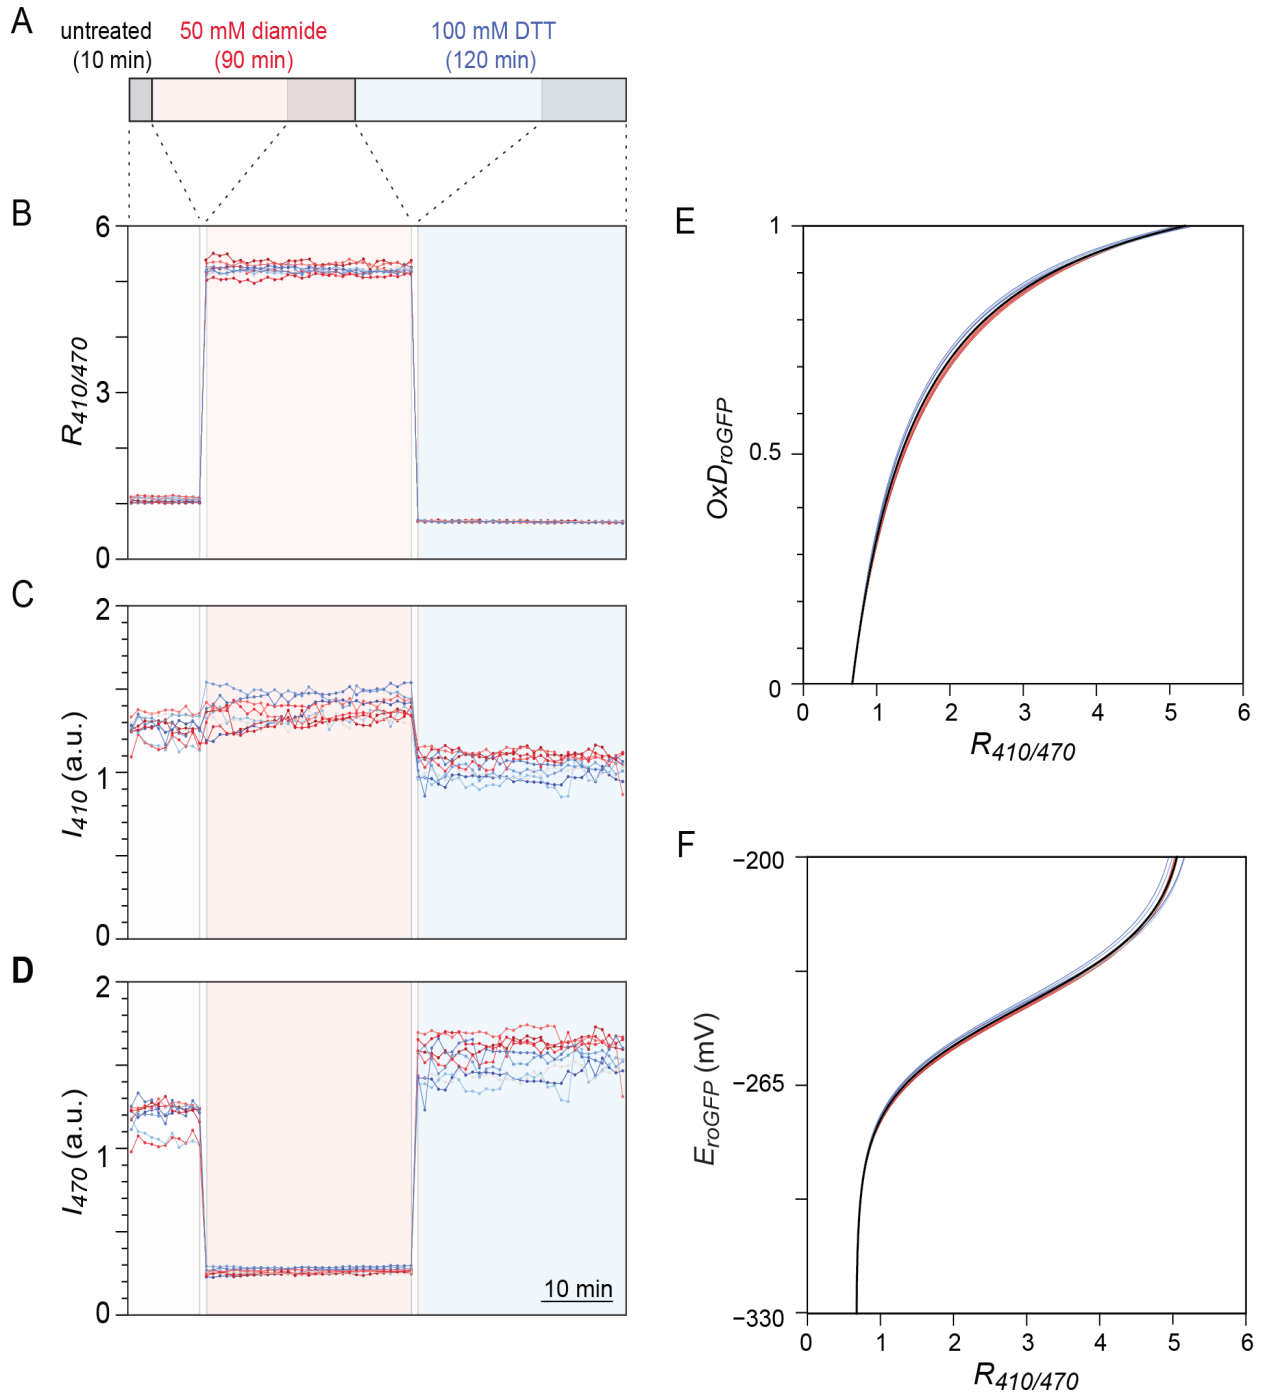 A
untreated
(10 min)
50 mM diamide
(90 min)
100 mM DTT
(120 min)
B
6
3
0
R410/470
C
2
1
0
I410 (a.u.)
D
2
1
0
I470 (a.u.)
10 min
E
1
0.5
0
OxDroGFP
0 1 2 3 4 5 6
R410/470
F
−200
−265
−330
EroGFP (mV)
0 1 2 3 4 5 6
R410/470